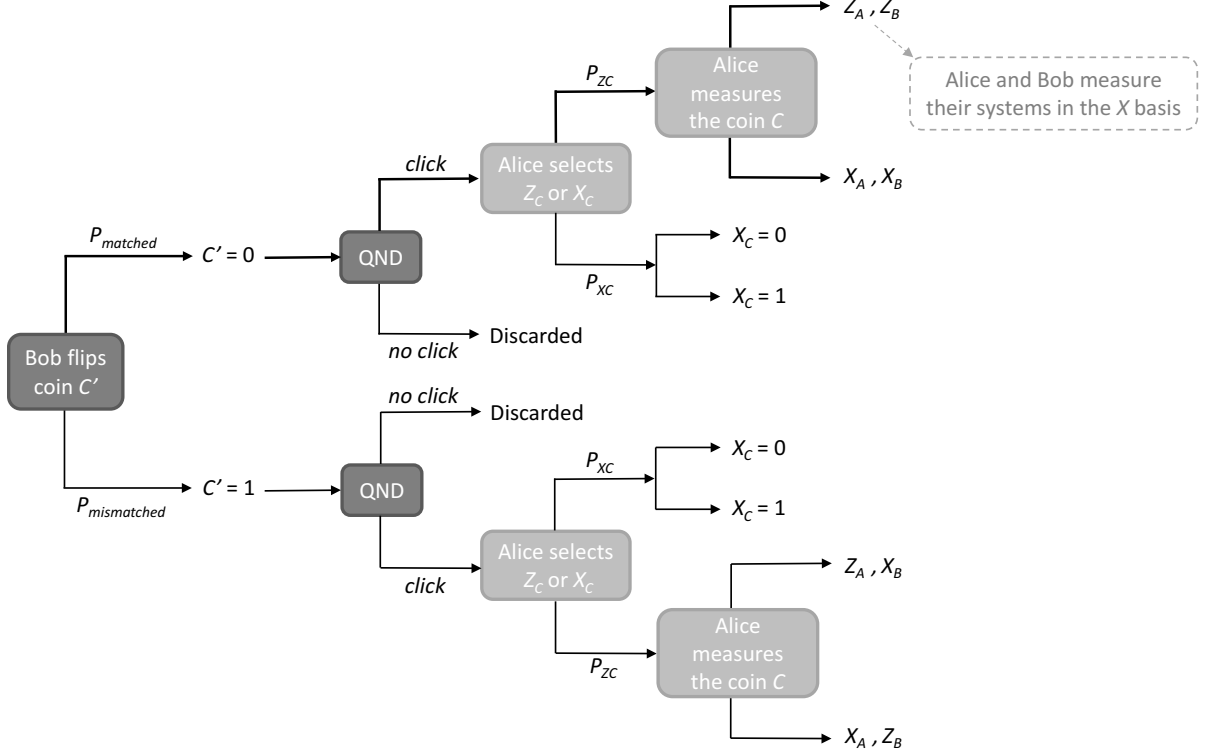 Z_A , Z_B
Alice and Bob measure
their systems in the X basis
P_ZC
Alice
measures
the coin C
click
Alice selects
Z_C or X_C
X_A , X_B
P_matched
C' = 0
QND
P_XC
X_C = 0
X_C = 1
no click
Discarded
Bob flips
coin C'
no click
Discarded
P_mismatched
C' = 1
QND
P_XC
X_C = 0
X_C = 1
click
Alice selects
Z_C or X_C
Z_A , X_B
P_ZC
Alice
measures
the coin C
X_A , Z_B